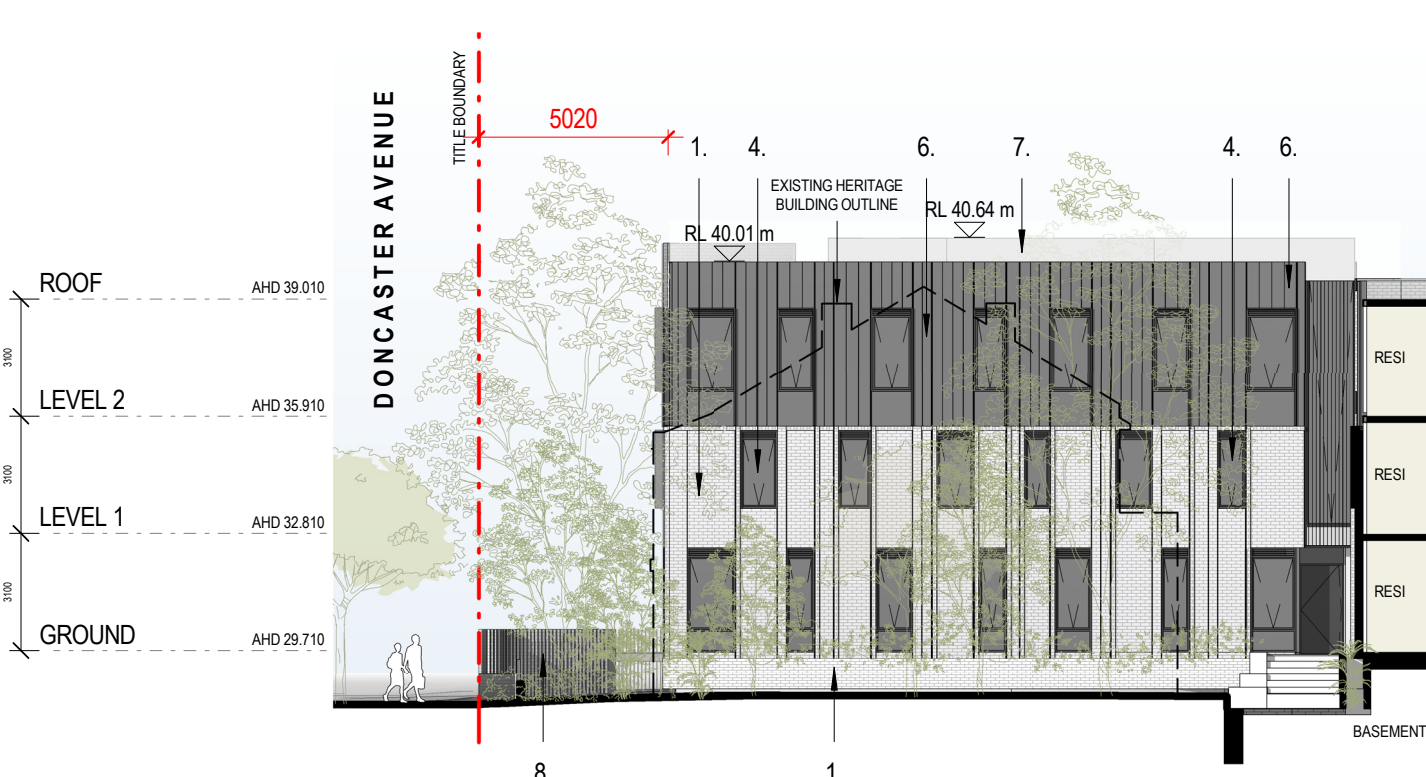 DONCASTER AVENUE
TITLE BOUNDARY
5020
1. 4. 6. 7. 4. 6.
EXISTING HERITAGE
BUILDING OUTLINE
RL 40.64 m
RL 40.01 m
ROOF AHD 39.010
3100
RESI
LEVEL 2 AHD 35.910
3100
RESI
LEVEL 1 AHD 32.810
3100
RESI
GROUND AHD 29.710
BASEMENT
8 1